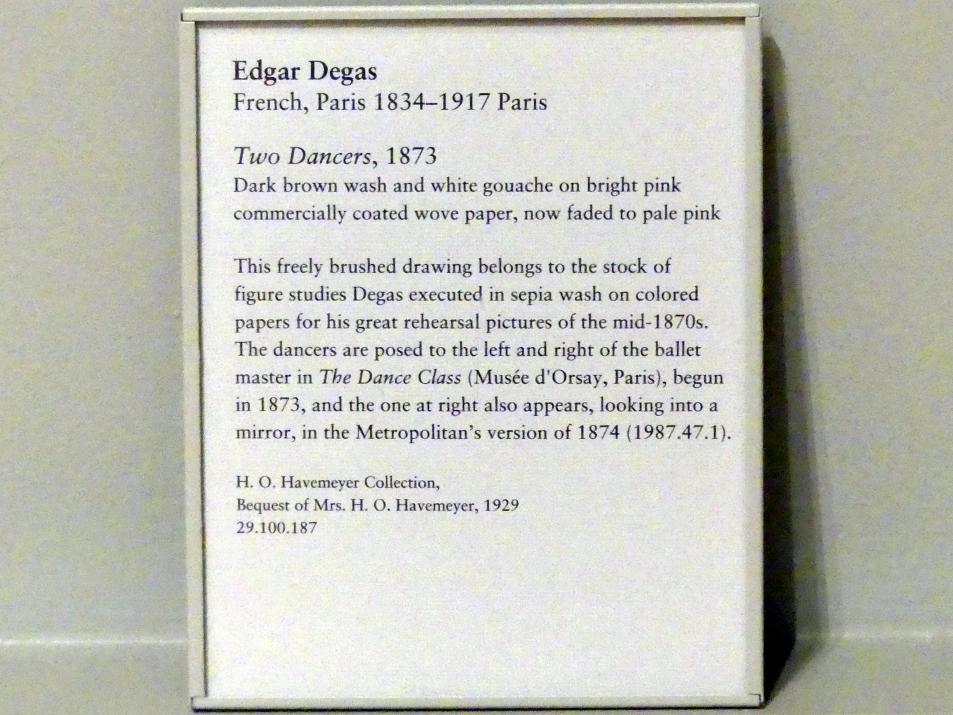 Edgar Degas
French, Paris 1834–1917 Paris
Two Dancers, 1873
Dark brown wash and white gouache on bright pink
commercially coated wove paper, now faded to pale pink
This freely brushed drawing belongs to the stock of
figure studies Degas executed in sepia wash on colored
papers for his great rehearsal pictures of the mid-1870s.
The dancers are posed to the left and right of the ballet
master in The Dance Class (Musée d'Orsay, Paris), begun
in 1873, and the one at right also appears, looking into a
mirror, in the Metropolitan's version of 1874 (1987.47.1).
H. O. Havemeyer Collection,
Bequest of Mrs. H. O. Havemeyer, 1929
29.100.187